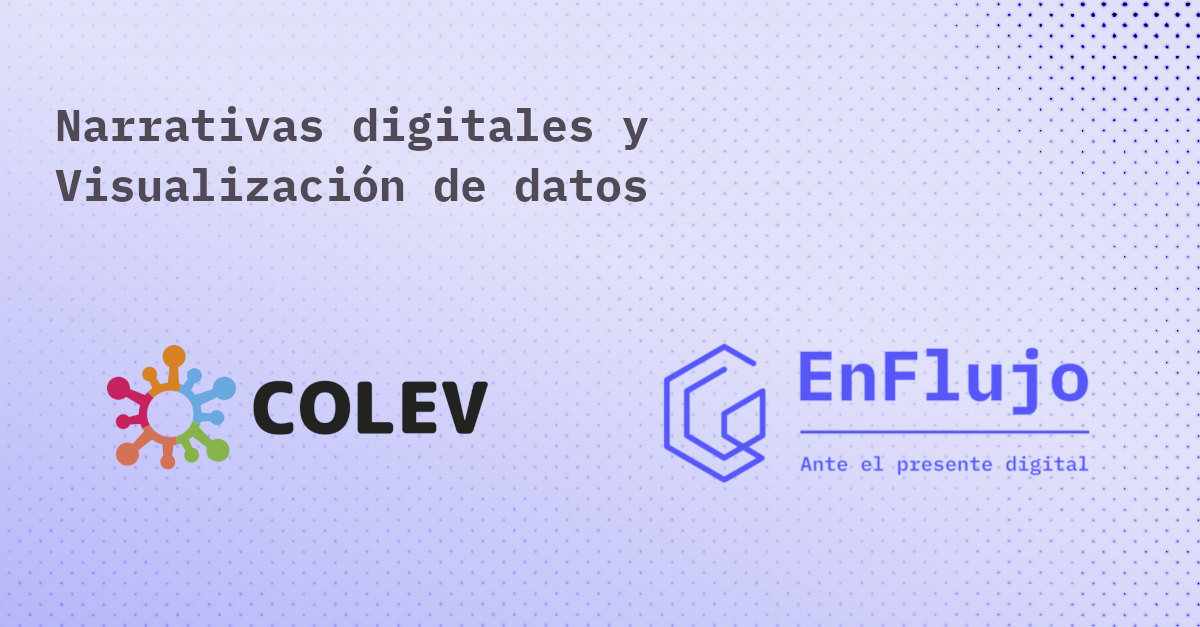 Narrativas digitales y
Visualización de datos
COLEV
EnFlujo
Ante el presente digital